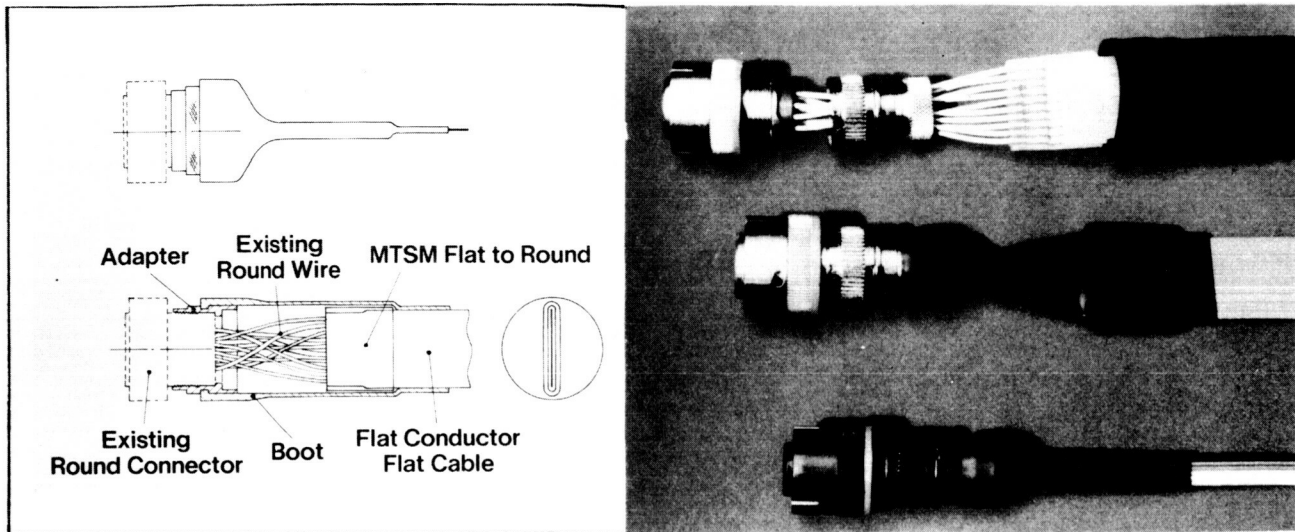 Adapter
Existing
Round Wire
MTSM Flat to Round
Existing
Round Connector
Boot
Flat Conductor
Flat Cable